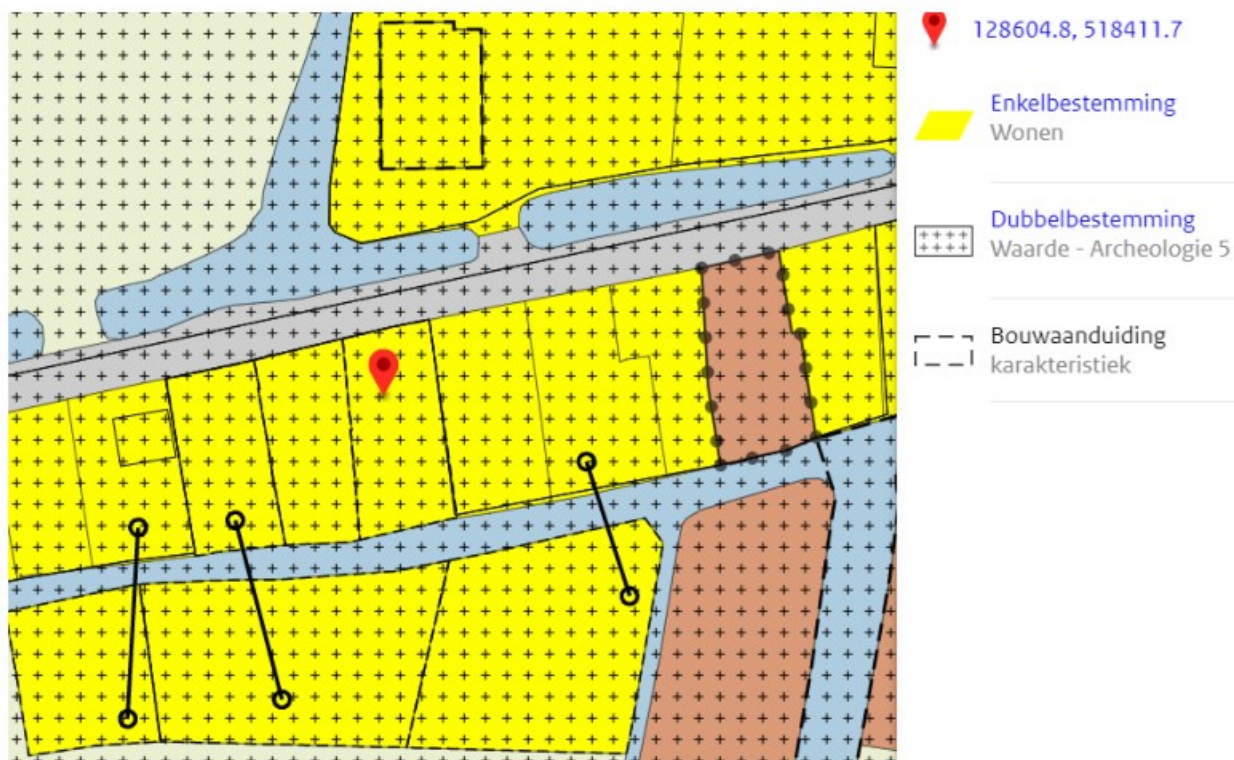 128604.8, 518411.7
Enkelbestemming
Wonen
Dubbelbestemming
Waarde - Archeologie 5
Bouwaanduiding
karakteristiek